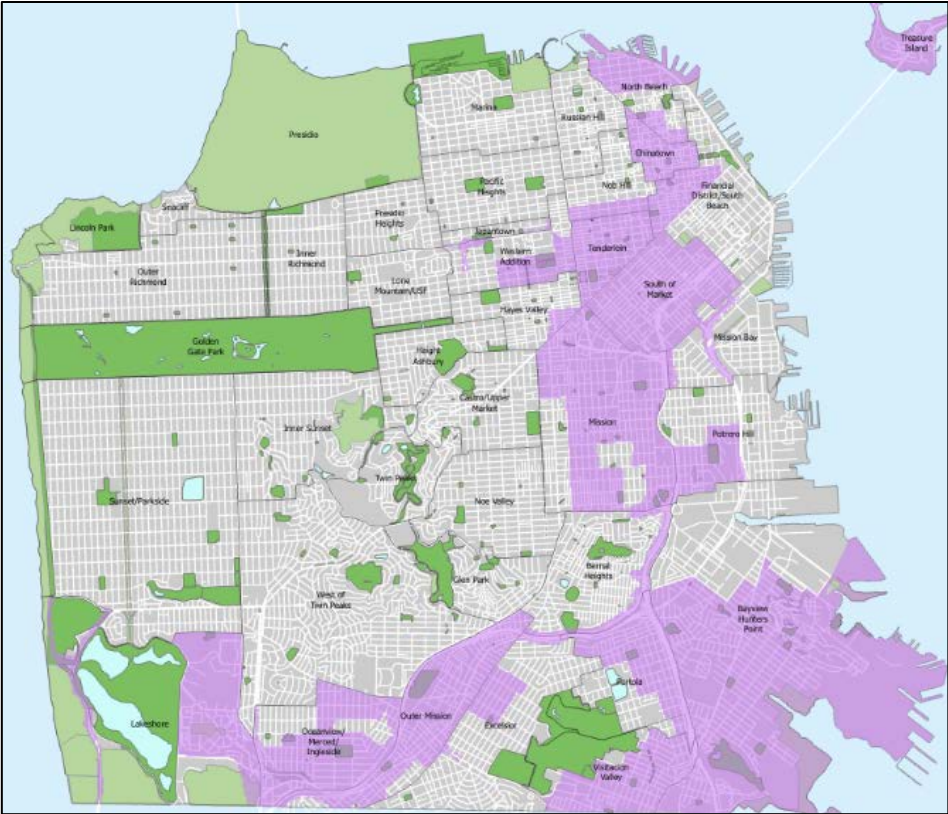 Treasure
Island
North Beach
Marina
Russian Hill
Presidio
Chinatown
Pacific
Heights
Nob Hill
Financial
District/South
Beach
Seacliff
Presidio
Heights
Lincoln Park
Japantown
Tenderloin
Western
Addition
Inner
Richmond
Outer
Richmond
Lone
Mountain/USF
South of
Market
Hayes Valley
Mission Bay
Golden
Gate Park
Haight
Ashbury
Castro/Upper
Market
Mission
Inner Sunset
Potrero Hill
Twin Peaks
Sunset/Parkside
Noe Valley
Bernal
Heights
Glen Park
West of
Twin Peaks
Bayview
Hunters
Point
Portola
Outer Mission
Lakeshore
Excelsior
Oceanview/
Merced/
Ingleside
Visitacion
Valley